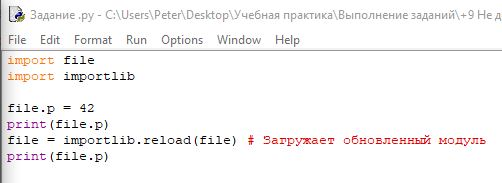 Задание .py - C:\Users\Peter\Desktop\Учебная практика\Выполнение заданий\+9 Не д
File Edit Format Run Options Window Help
import file
import importlib
file.p = 42
print(file.p)
file = importlib.reload(file) # Загружает обновленный модуль
print(file.p)